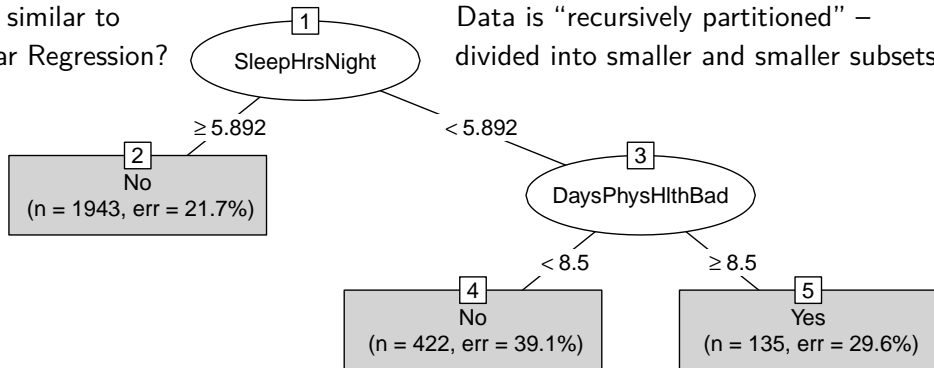 similar to
ar Regression?
Data is “recursively partitioned” –
divided into smaller and smaller subsets
1
SleepHrsNight
≥ 5.892
< 5.892
2
No
(n = 1943, err = 21.7%)
3
DaysPhysHlthBad
< 8.5
≥ 8.5
4
No
(n = 422, err = 39.1%)
5
Yes
(n = 135, err = 29.6%)